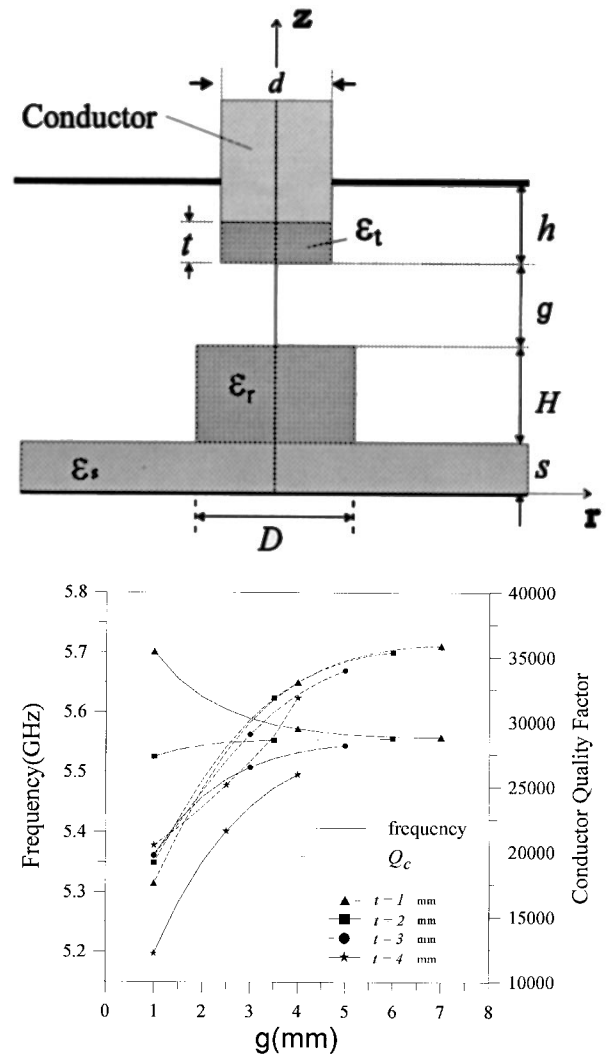 z
d
Conductor
t
εt
h
g
εr
H
εs
s
r
D
5.8
40000
5.7
35000
5.6
30000
5.5
25000
5.4
20000
5.3
15000
5.2
10000
Frequency(GHz)
Conductor Quality Factor
frequency
Qc
t = 1 mm
t = 2 mm
t = 3 mm
t = 4 mm
0 1 2 3 4 5 6 7 8
g(mm)